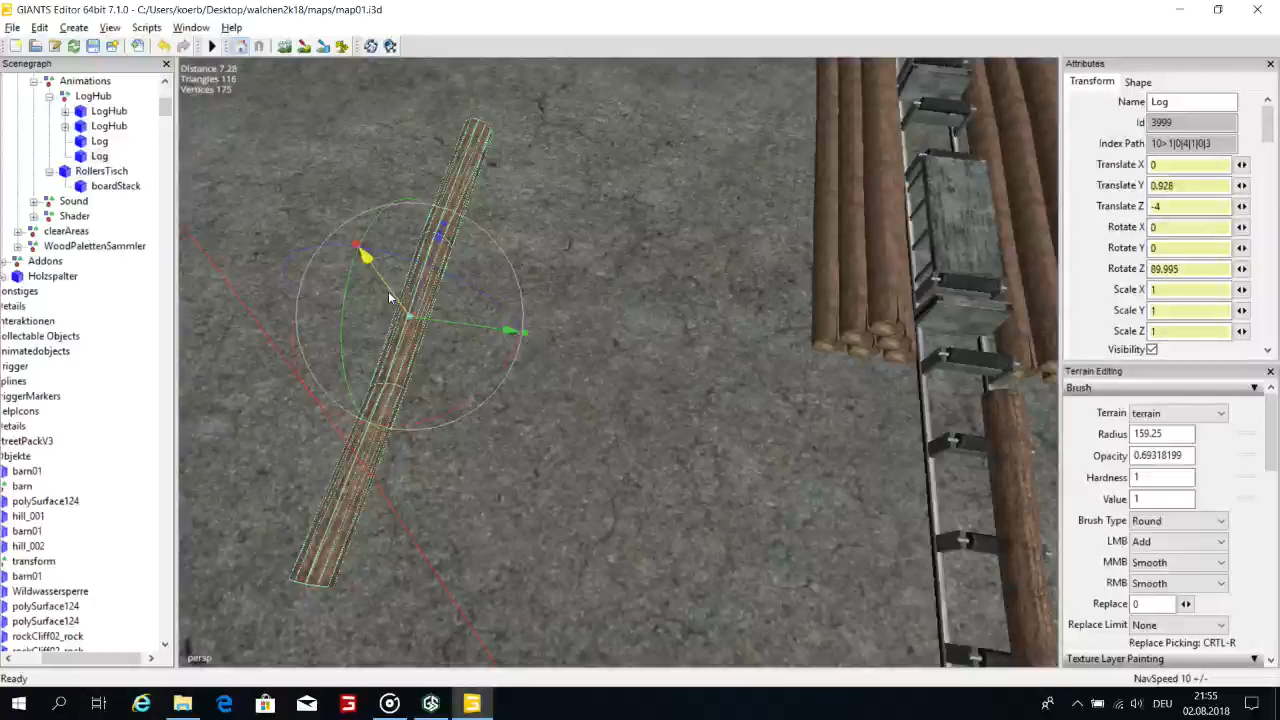 GIANTS Editor 64bit 7.1.0 - C:/Users/koerb/Desktop/walchen2k18/maps/map01.i3d
File Edit Create View Scripts Window Help
Scenegraph
Animations
LogHub
LogHub
LogHub
Log
Log
RollersTisch
boardStack
Sound
Shader
clearAreas
WoodPalettenSammler
Addons
Holzspalter
onstiges
etails
nteraktionen
ollectable Objects
nimatedobjects
rigger
plines
riggerMarkers
elpIcons
etails
treetPackV3
bjekte
barn01
barn
polySurface124
hill_001
barn01
hill_002
transform
barn01
Wildwassersperre
polySurface124
polySurface124
rockCliff02_rock
rockCliff02_rock
Distance 7.28
Triangles 116
Vertices 175
persp
Attributes
Transform Shape
Name Log
Id 3999
Index Path 10>1|0|4|1|0|3
Translate X 0
Translate Y 0.928
Translate Z -4
Rotate X 0
Rotate Y 0
Rotate Z 89.995
Scale X 1
Scale Y 1
Scale Z 1
Visibility
Terrain Editing
Brush
Terrain terrain
Radius 159.25
Opacity 0.69318199
Hardness 1
Value 1
Brush Type Round
LMB Add
MMB Smooth
RMB Smooth
Replace 0
Replace Limit None
Replace Picking: CRTL-R
Texture Layer Painting
Ready
NavSpeed 10 +/-
DEU
21:55
02.08.2018